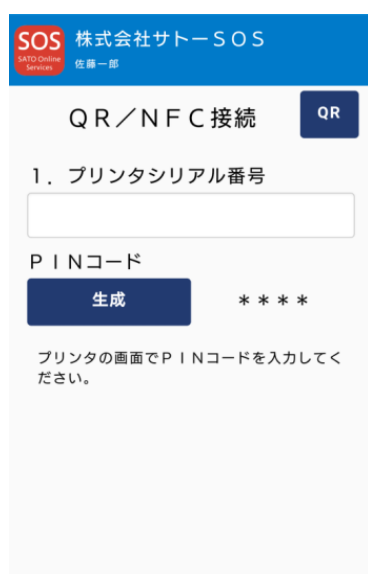 SOS
SATO Online
Services
株式会社サトーSOS
佐藤一郎
QR/NFC接続
QR
1. プリンタシリアル番号
PINコード
生成
****
プリンタの画面でPINコードを入力してく
ださい。